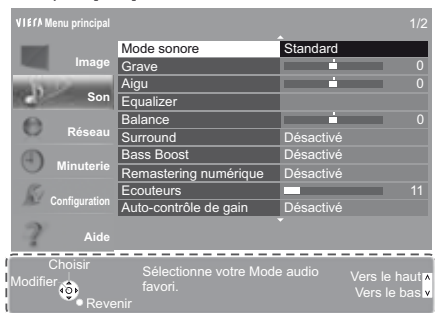 VIERA Menu principal 1/2
Image
Son
Réseau
Minuterie
Configuration
Aide
Mode sonore Standard
Grave 0
Aigu 0
Equalizer
Balance 0
Surround Désactivé
Bass Boost Désactivé
Remastering numérique Désactivé
Ecouteurs 11
Auto-contrôle de gain Désactivé
Choisir
Modifier
Revenir
Sélectionne votre Mode audio
favori.
Vers le haut
Vers le bas